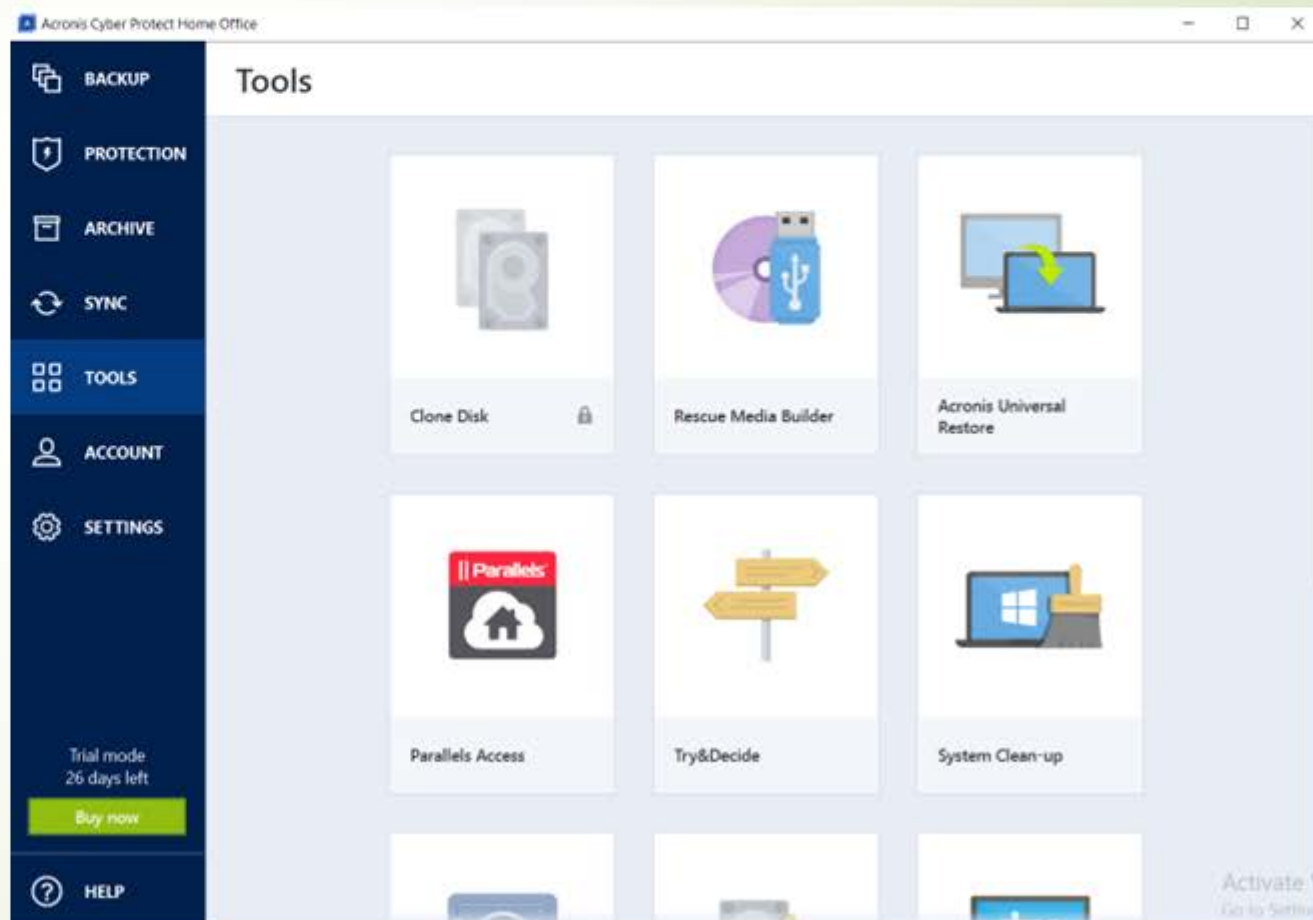 Acronis Cyber Protect Home Office
BACKUP
PROTECTION
ARCHIVE
SYNC
TOOLS
ACCOUNT
SETTINGS
Trial mode
26 days left
Buy now
HELP
Tools
Clone Disk
Rescue Media Builder
Acronis Universal
Restore
|| Parallels
Parallels Access
Try&Decide
System Clean-up
Activate
Go to